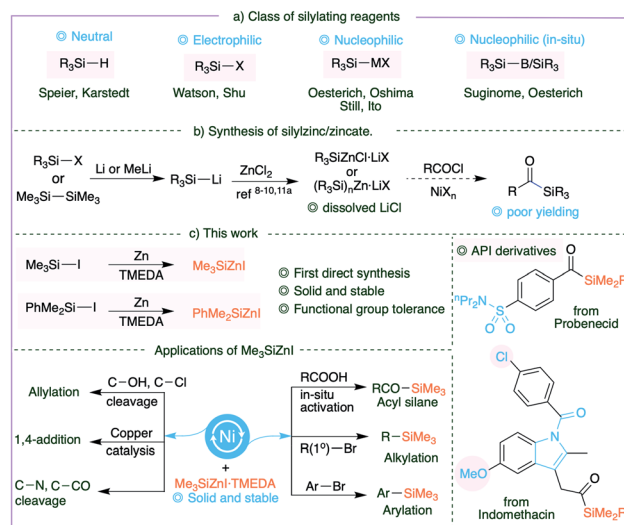 a) Class of silylating reagents
◎ Neutral
◎ Electrophilic
◎ Nucleophilic
◎ Nucleophilic (in-situ)
R₃Si—H
R₃Si—X
R₃Si—MX
R₃Si—B/SiR₃
Speier, Karstedt
Watson, Shu
Oesterich, Oshima
Still, Ito
Suginome, Oesterich
b) Synthesis of silylzinc/zincate.
R₃Si—X
or
Me₃Si—SiMe₃
Li or MeLi
R₃Si—Li
ZnCl₂
ref ⁸⁻¹⁰,¹¹ᵃ
R₃SiZnCl·LiX
or
(R₃Si)ₙZn·LiX
◎ dissolved LiCl
RCOCl
NiXₙ
O
R
SiR₃
◎ poor yielding
c) This work
Me₃Si—I
Zn
TMEDA
Me₃SiZnI
PhMe₂Si—I
Zn
TMEDA
PhMe₂SiZnI
◎ First direct synthesis
◎ Solid and stable
◎ Functional group tolerance
◎ API derivatives
O
SiMe₂R
ⁿPr₂N
S
O
O
from
Probenecid
Applications of Me₃SiZnI
Allylation
C—OH, C—Cl
cleavage
1,4-addition
Copper
catalysis
C—N, C—CO
cleavage
Ni
+
Me₃SiZnI·TMEDA
◎ Solid and stable
RCOOH
in-situ
activation
RCO—SiMe₃
Acyl silane
R(1º)—Br
R—SiMe₃
Alkylation
Ar—Br
Ar—SiMe₃
Arylation
Cl
O
N
MeO
O
from
Indomethacin
SiMe₂R